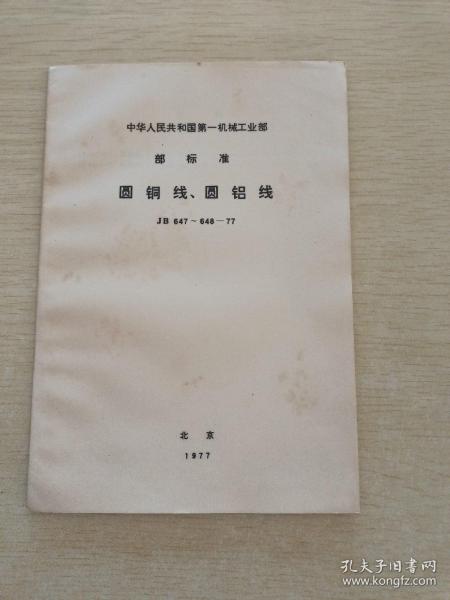 中华人民共和国第一机械工业部
部标准
圆铜线、圆铝线
JB 647~648—77
北京
1977
孔夫子旧书网
www.kongfz.com